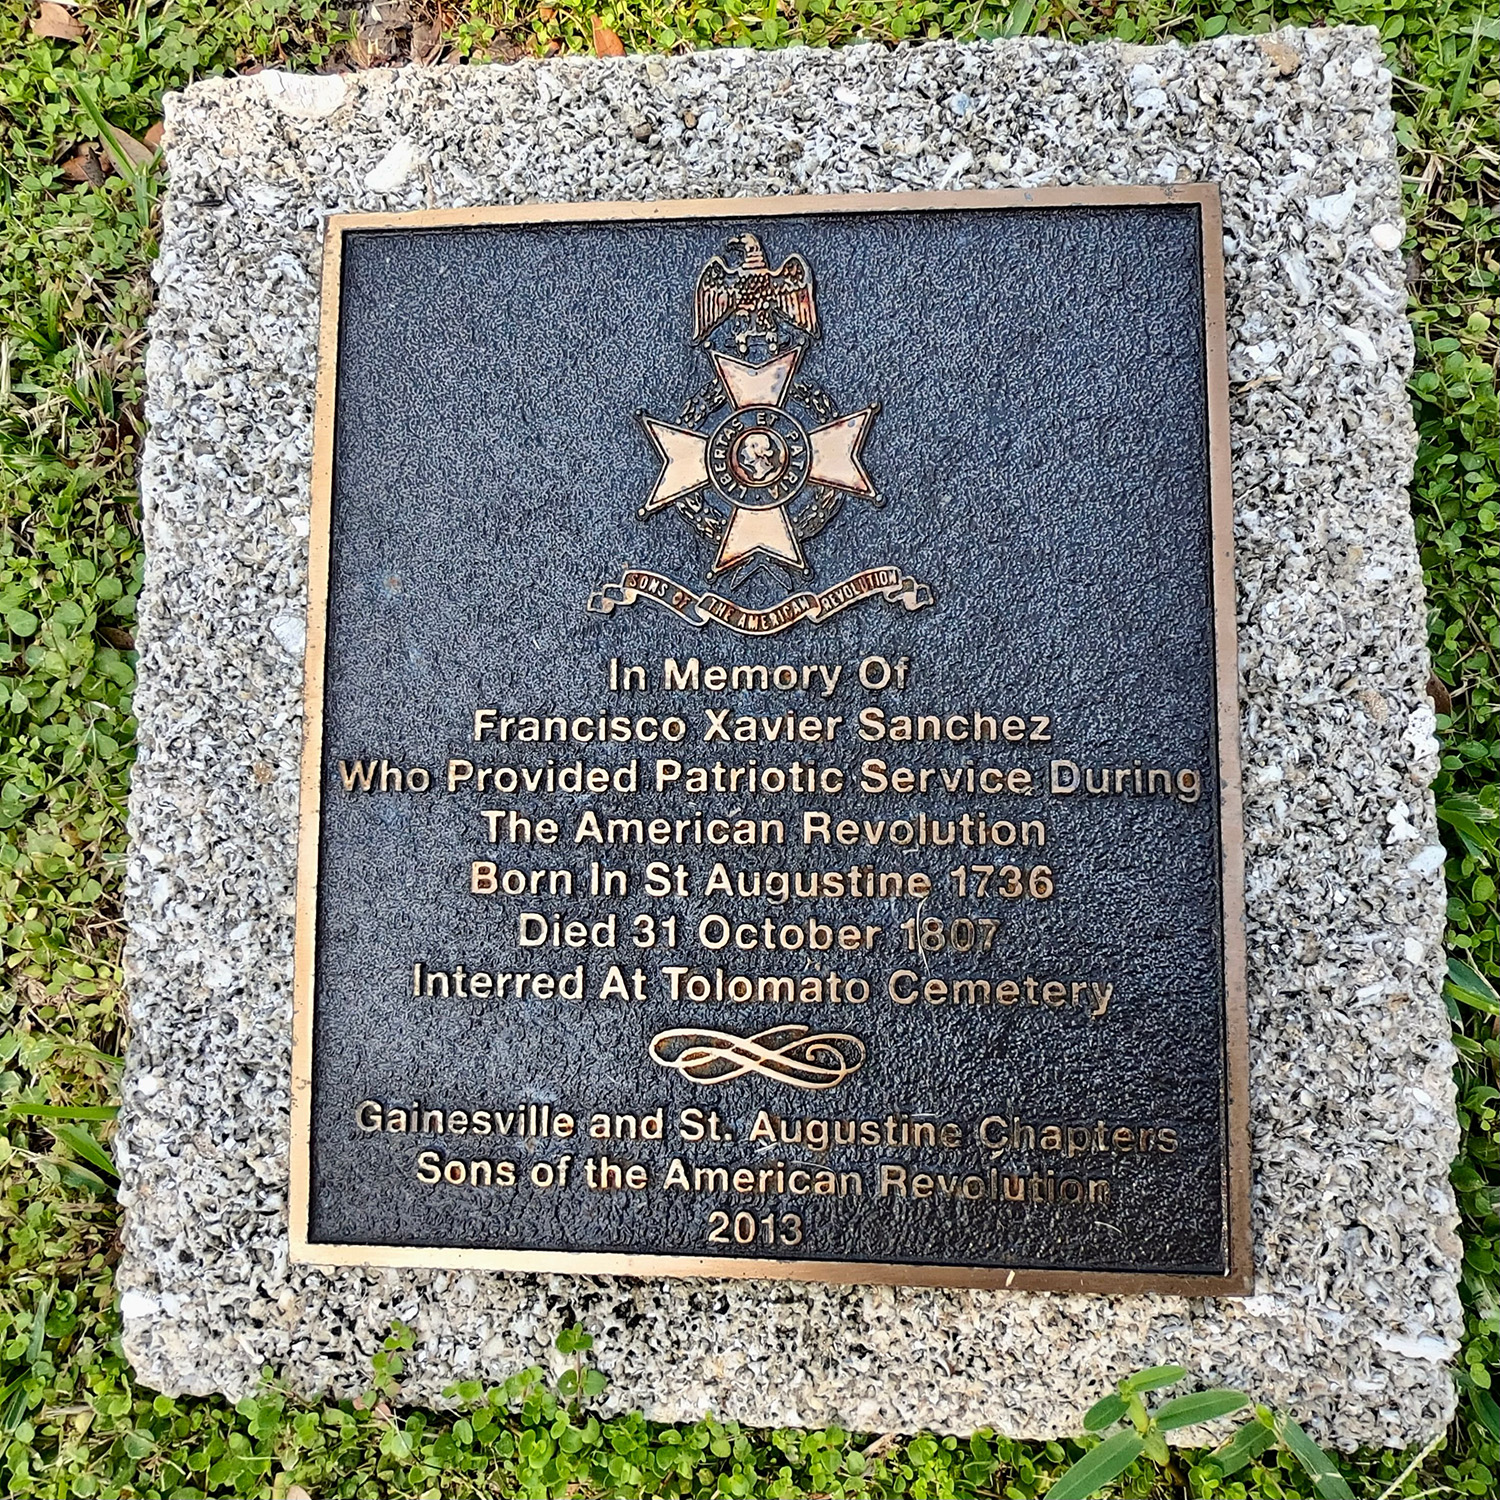 LIBERTAS ET PATRIA
SONS OF THE AMERICAN REVOLUTION
In Memory Of
Francisco Xavier Sanchez
Who Provided Patriotic Service During
The American Revolution
Born In St Augustine 1736
Died 31 October 1807
Interred At Tolomato Cemetery
Gainesville and St. Augustine Chapters
Sons of the American Revolution
2013